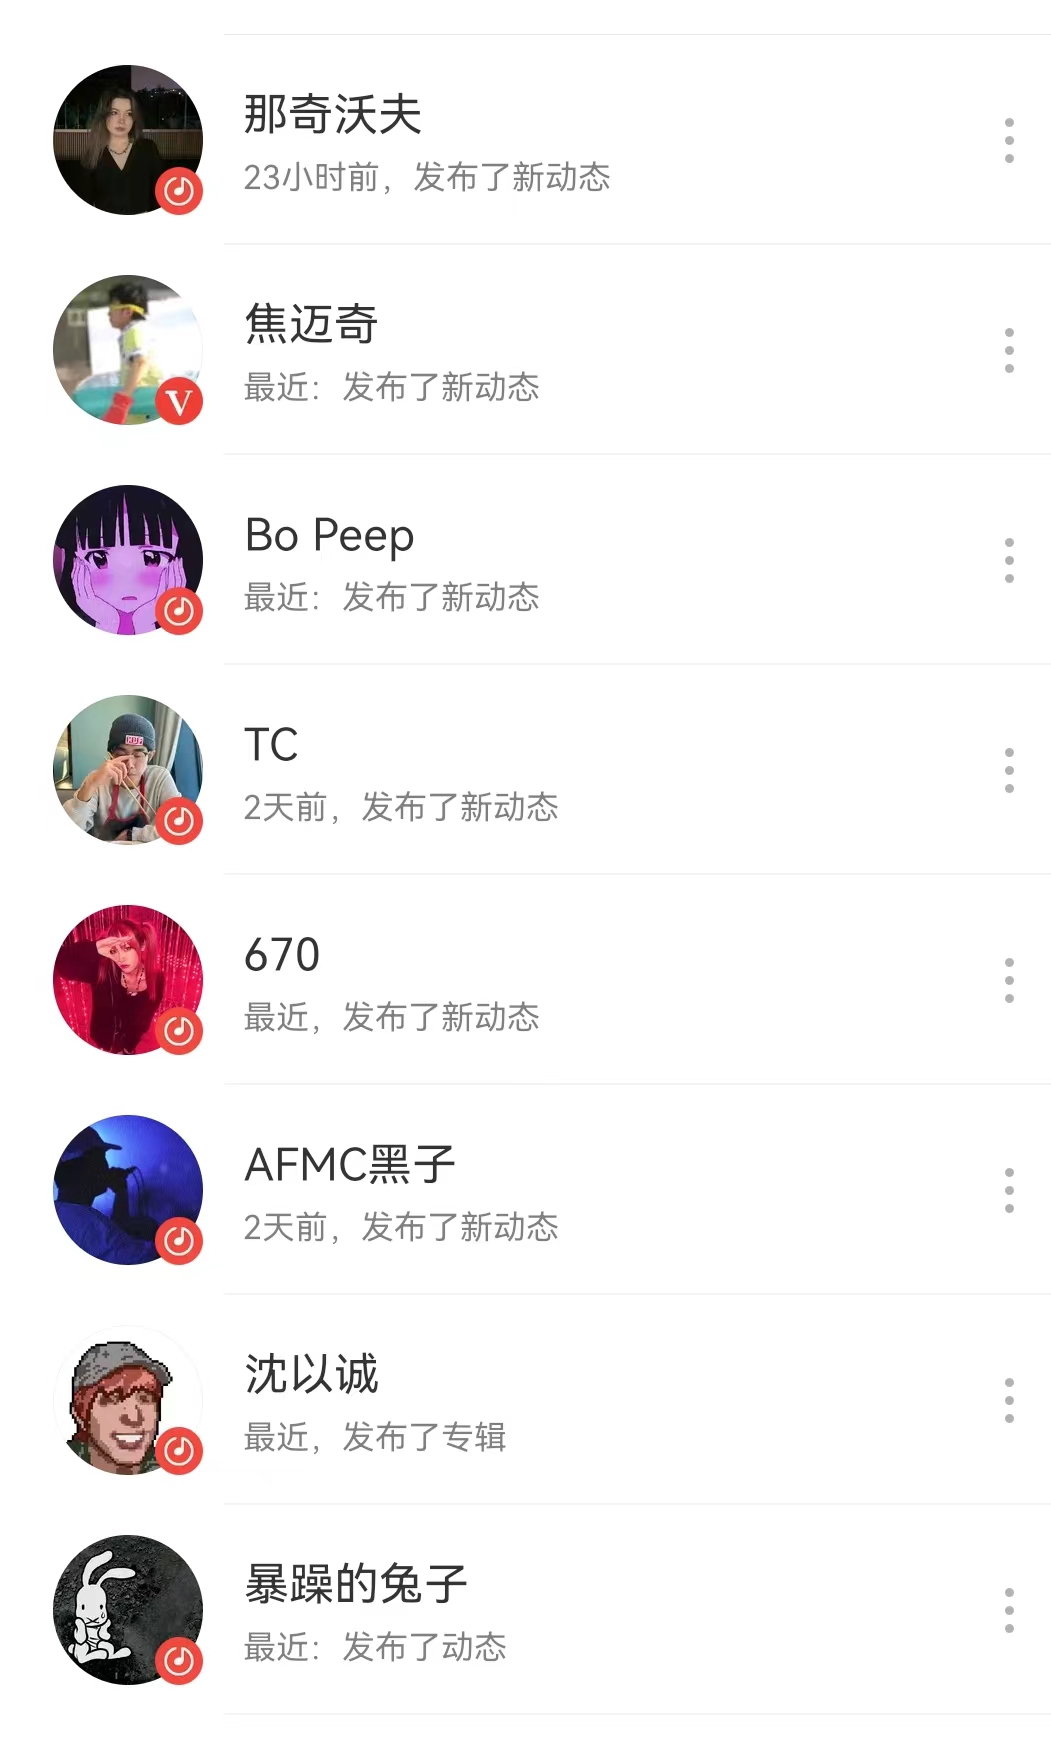 那奇沃夫
23小时前，发布了新动态
焦迈奇
最近：发布了新动态
Bo Peep
最近：发布了新动态
TC
2天前，发布了新动态
670
最近，发布了新动态
AFMC黑子
2天前，发布了新动态
沈以诚
最近，发布了专辑
暴躁的兔子
最近：发布了动态